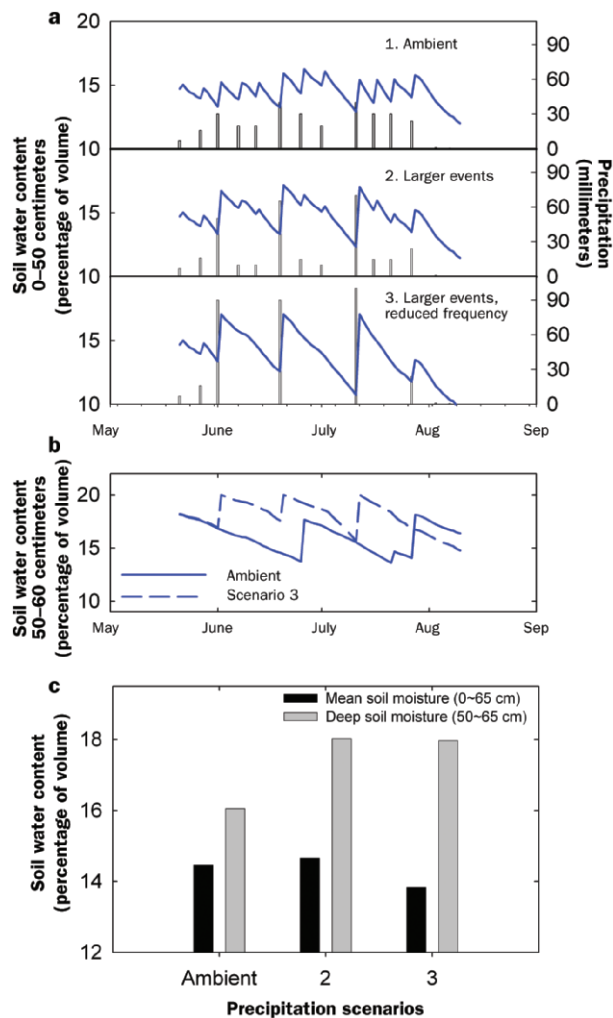 a
20
15
10
15
10
15
10
Soil water content
0–50 centimeters
(percentage of volume)
1. Ambient
2. Larger events
3. Larger events,
reduced frequency
90
60
30
0
90
60
30
0
90
60
30
0
Precipitation
(millimeters)
May June July Aug Sep
b
Soil water content
50–60 centimeters
(percentage of volume)
20
15
10
Ambient
Scenario 3
May June July Aug Sep
c
Soil water content
(percentage of volume)
18
16
14
12
Mean soil moisture (0~65 cm)
Deep soil moisture (50~65 cm)
Ambient 2 3
Precipitation scenarios